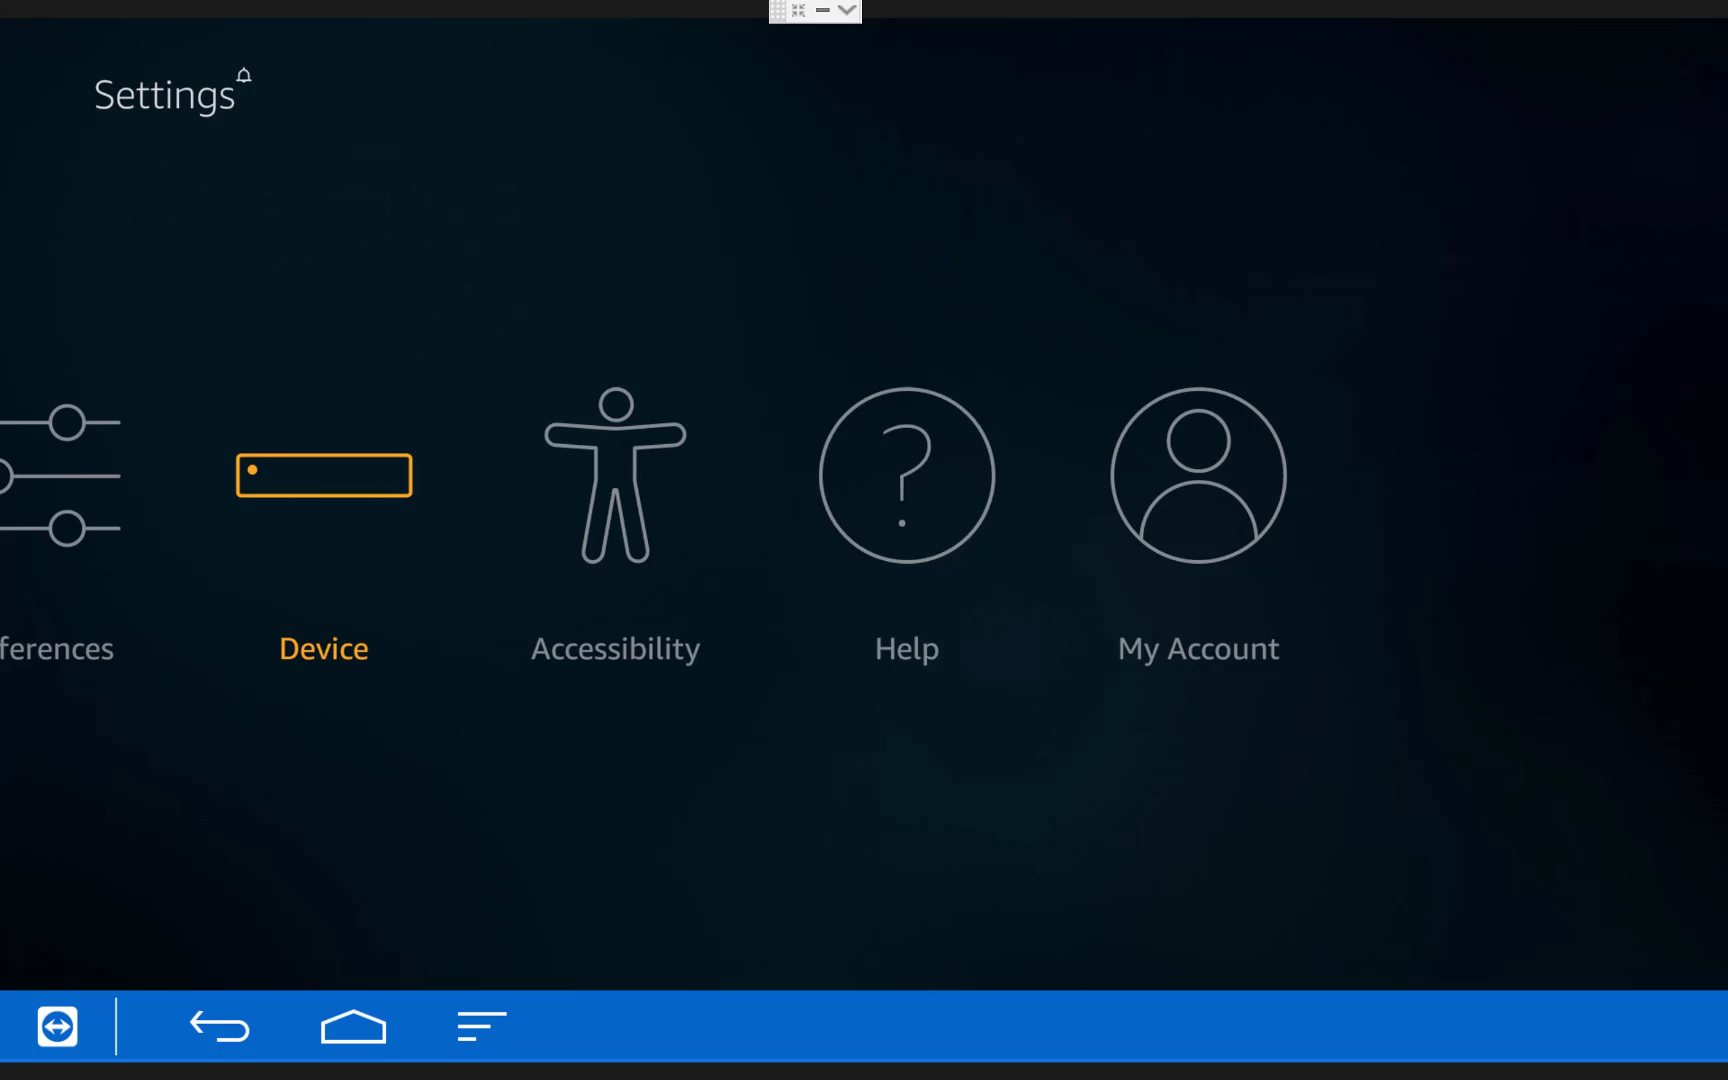 Settings
ferences
Device
Accessibility
Help
My Account